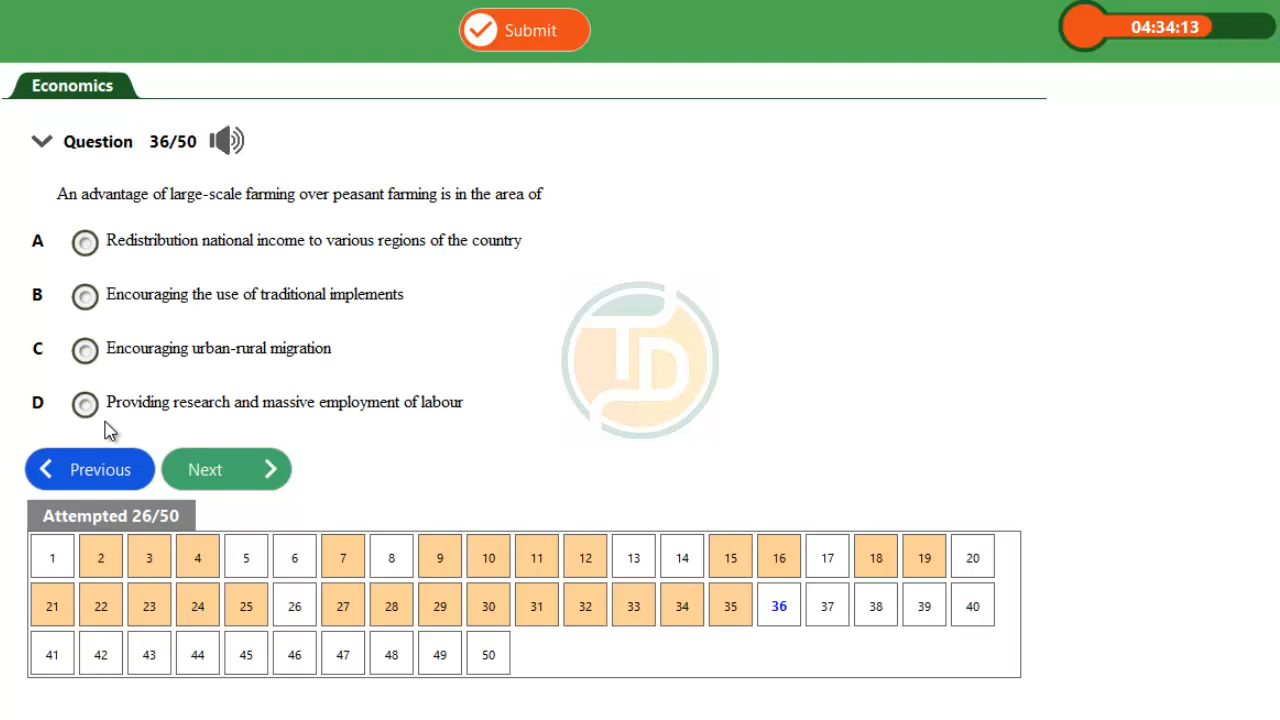 Submit
04:34:13
Economics
Question 36/50
An advantage of large-scale farming over peasant farming is in the area of
A Redistribution national income to various regions of the country
B Encouraging the use of traditional implements
C Encouraging urban-rural migration
D Providing research and massive employment of labour
Previous
Next
Attempted 26/50
1 2 3 4 5 6 7 8 9 10 11 12 13 14 15 16 17 18 19 20
21 22 23 24 25 26 27 28 29 30 31 32 33 34 35 36 37 38 39 40
41 42 43 44 45 46 47 48 49 50
TD